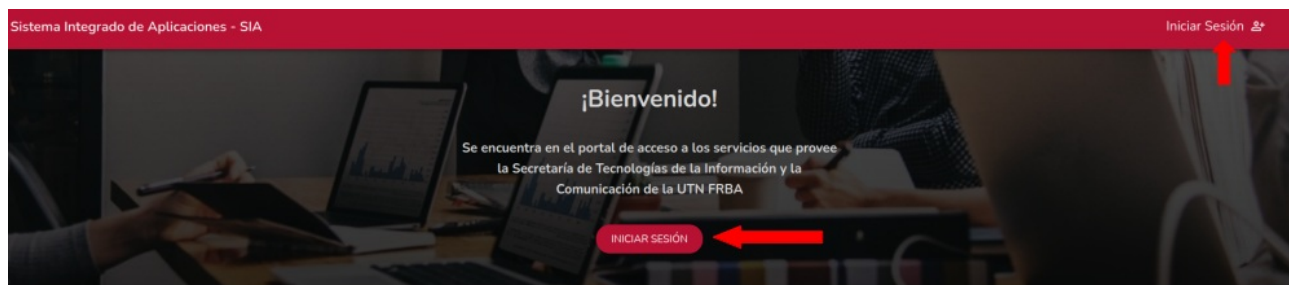 Sistema Integrado de Aplicaciones - SIA
Iniciar Sesión
¡Bienvenido!
Se encuentra en el portal de acceso a los servicios que provee
la Secretaría de Tecnologías de la Información y la
Comunicación de la UTN FRBA
INICIAR SESIÓN